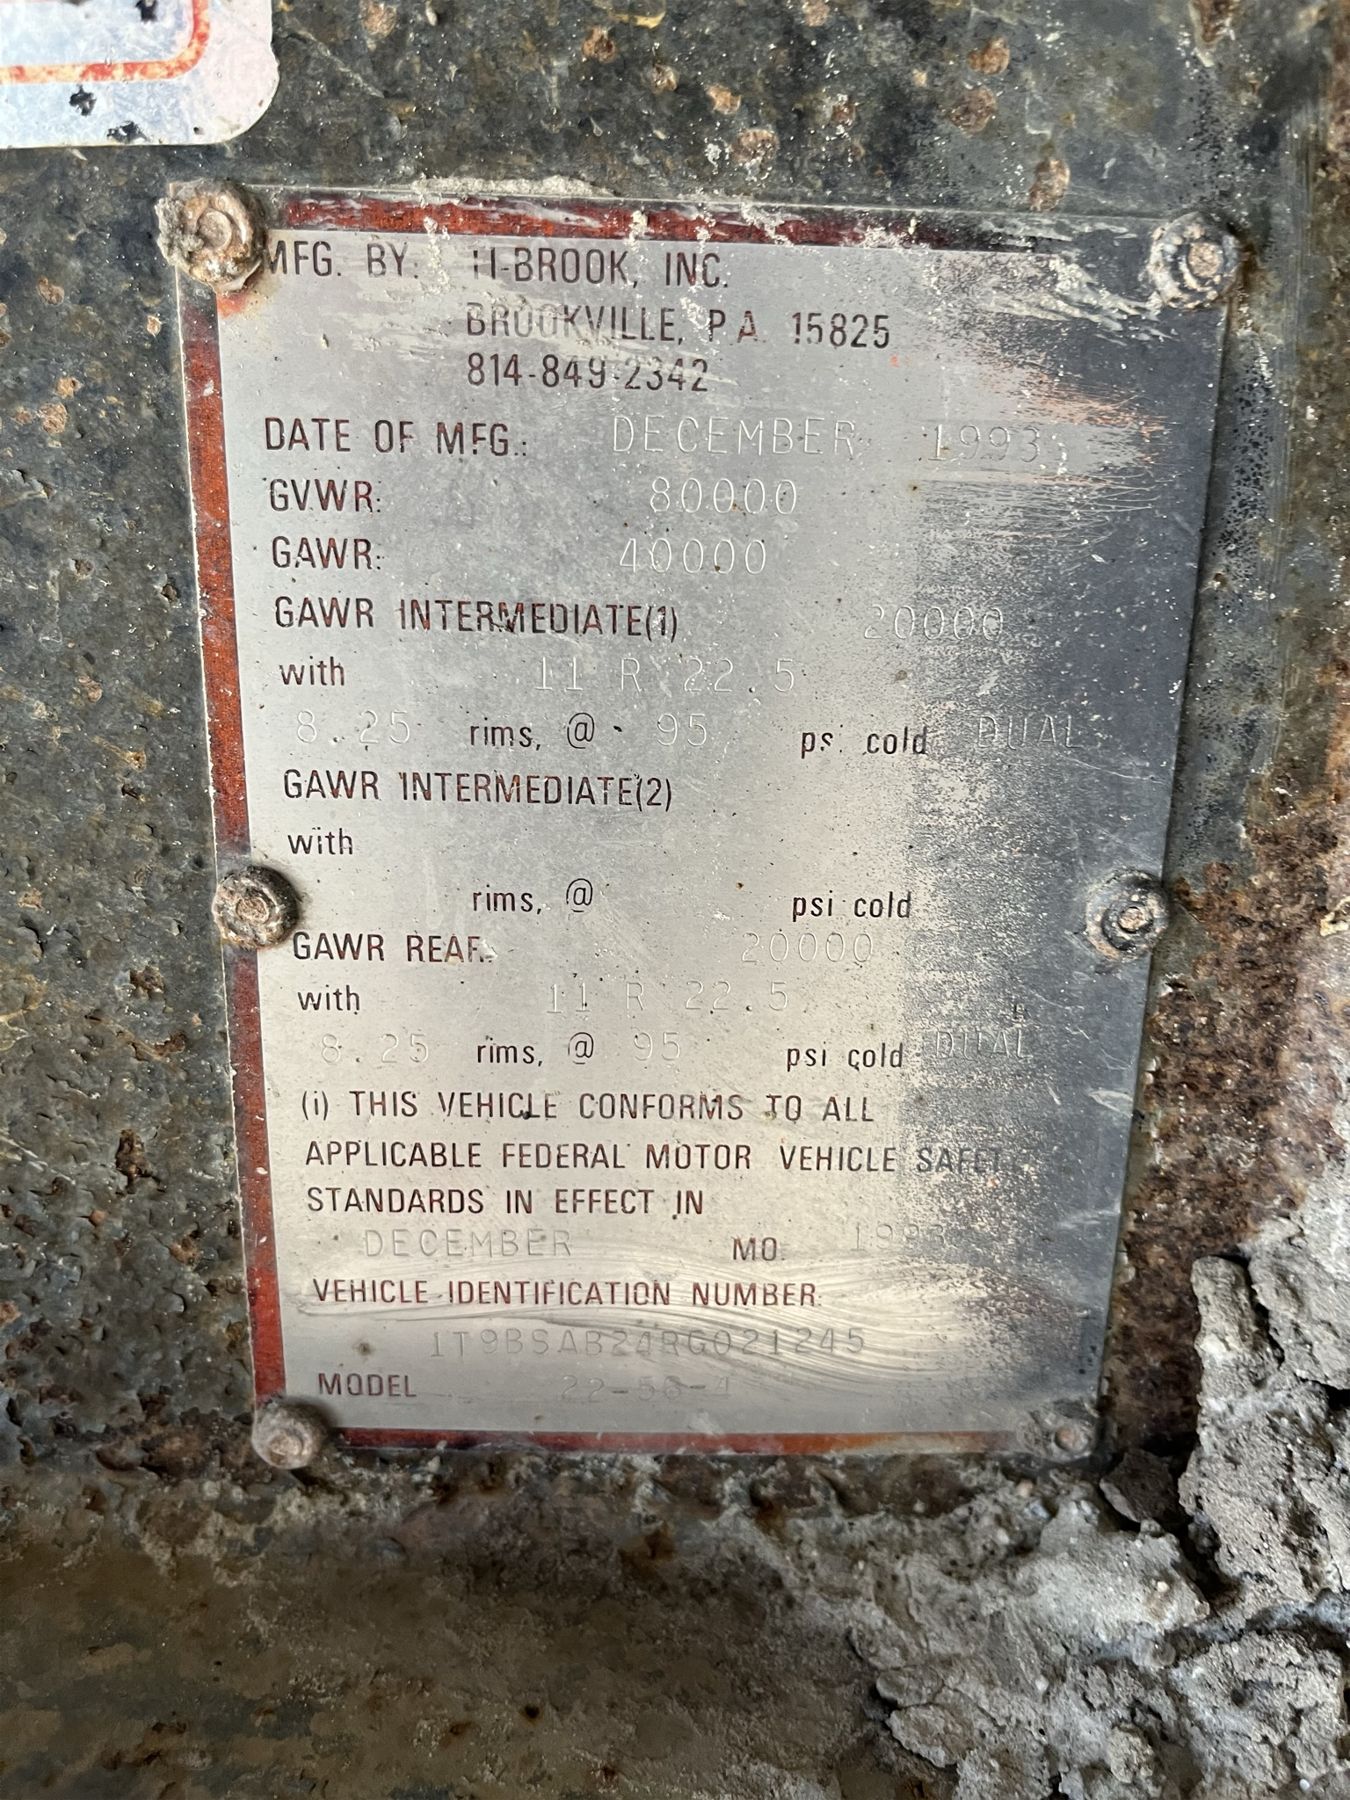 MFG. BY: TI-BROOK, INC.
BROOKVILLE, PA 15825
814-849-2342
DATE OF MFG.: DECEMBER 1993
GVWR: 80000
GAWR: 40000
GAWR INTERMEDIATE(1) 20000
with 11 R 22.5
8.25 rims, @ 95 psi cold DUAL
GAWR INTERMEDIATE(2)
with
rims, @ psi cold
GAWR REAR: 20000
with 11 R 22.5
8.25 rims, @ 95 psi cold DUAL
(i) THIS VEHICLE CONFORMS TO ALL
APPLICABLE FEDERAL MOTOR VEHICLE SAFETY
STANDARDS IN EFFECT IN
DECEMBER MO. 1993
VEHICLE IDENTIFICATION NUMBER:
1T9BSAB24RG021245
MODEL